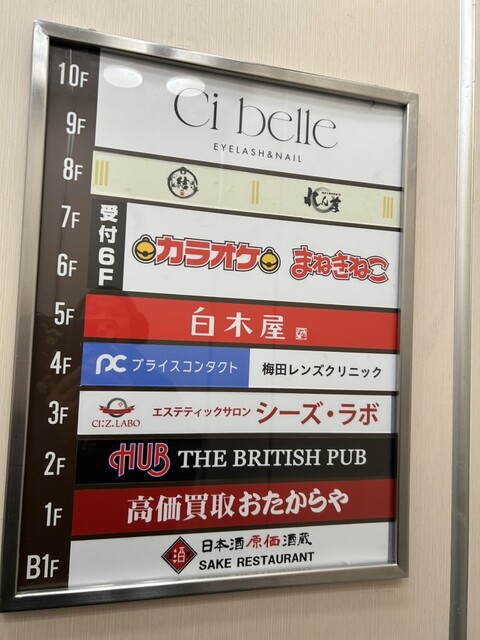 10F
9F
Ci belle
EYELASH&NAIL
8F
7F
6F
受付6F
カラオケ まねきねこ
5F
白木屋
4F
PC プライスコンタクト 梅田レンズクリニック
3F
CI:Z.LABO エステティックサロン シーズ・ラボ
2F
HUB THE BRITISH PUB
1F
高価買取おたからや
B1F
酒 日本酒原価酒蔵
SAKE RESTAURANT